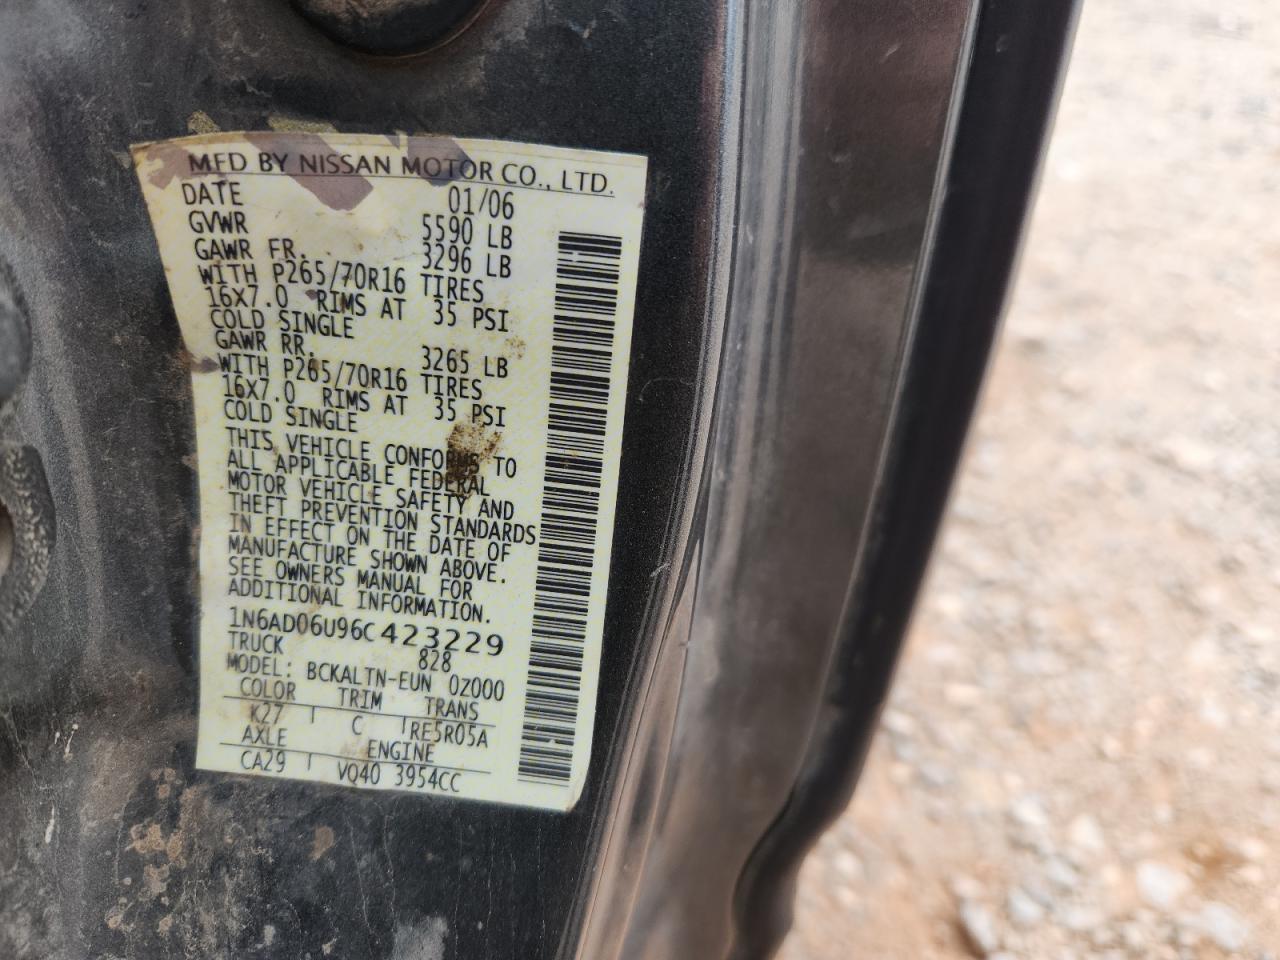 MFD BY NISSAN MOTOR CO., LTD.
DATE 01/06
GVWR 5590 LB
GAWR FR. 3296 LB
WITH P265/70R16 TIRES
16X7.0 RIMS AT 35 PSI
COLD SINGLE
GAWR RR. 3265 LB
WITH P265/70R16 TIRES
16X7.0 RIMS AT 35 PSI
COLD SINGLE
THIS VEHICLE CONFORMS TO
ALL APPLICABLE FEDERAL
MOTOR VEHICLE SAFETY AND
THEFT PREVENTION STANDARDS
IN EFFECT ON THE DATE OF
MANUFACTURE SHOWN ABOVE.
SEE OWNERS MANUAL FOR
ADDITIONAL INFORMATION.
1N6AD06U96C423229
TRUCK 828
MODEL: BCKALTN-EUN 0Z000
COLOR TRIM TRANS
K27 C RE5R05A
AXLE ENGINE
CA29 VQ40 3954CC